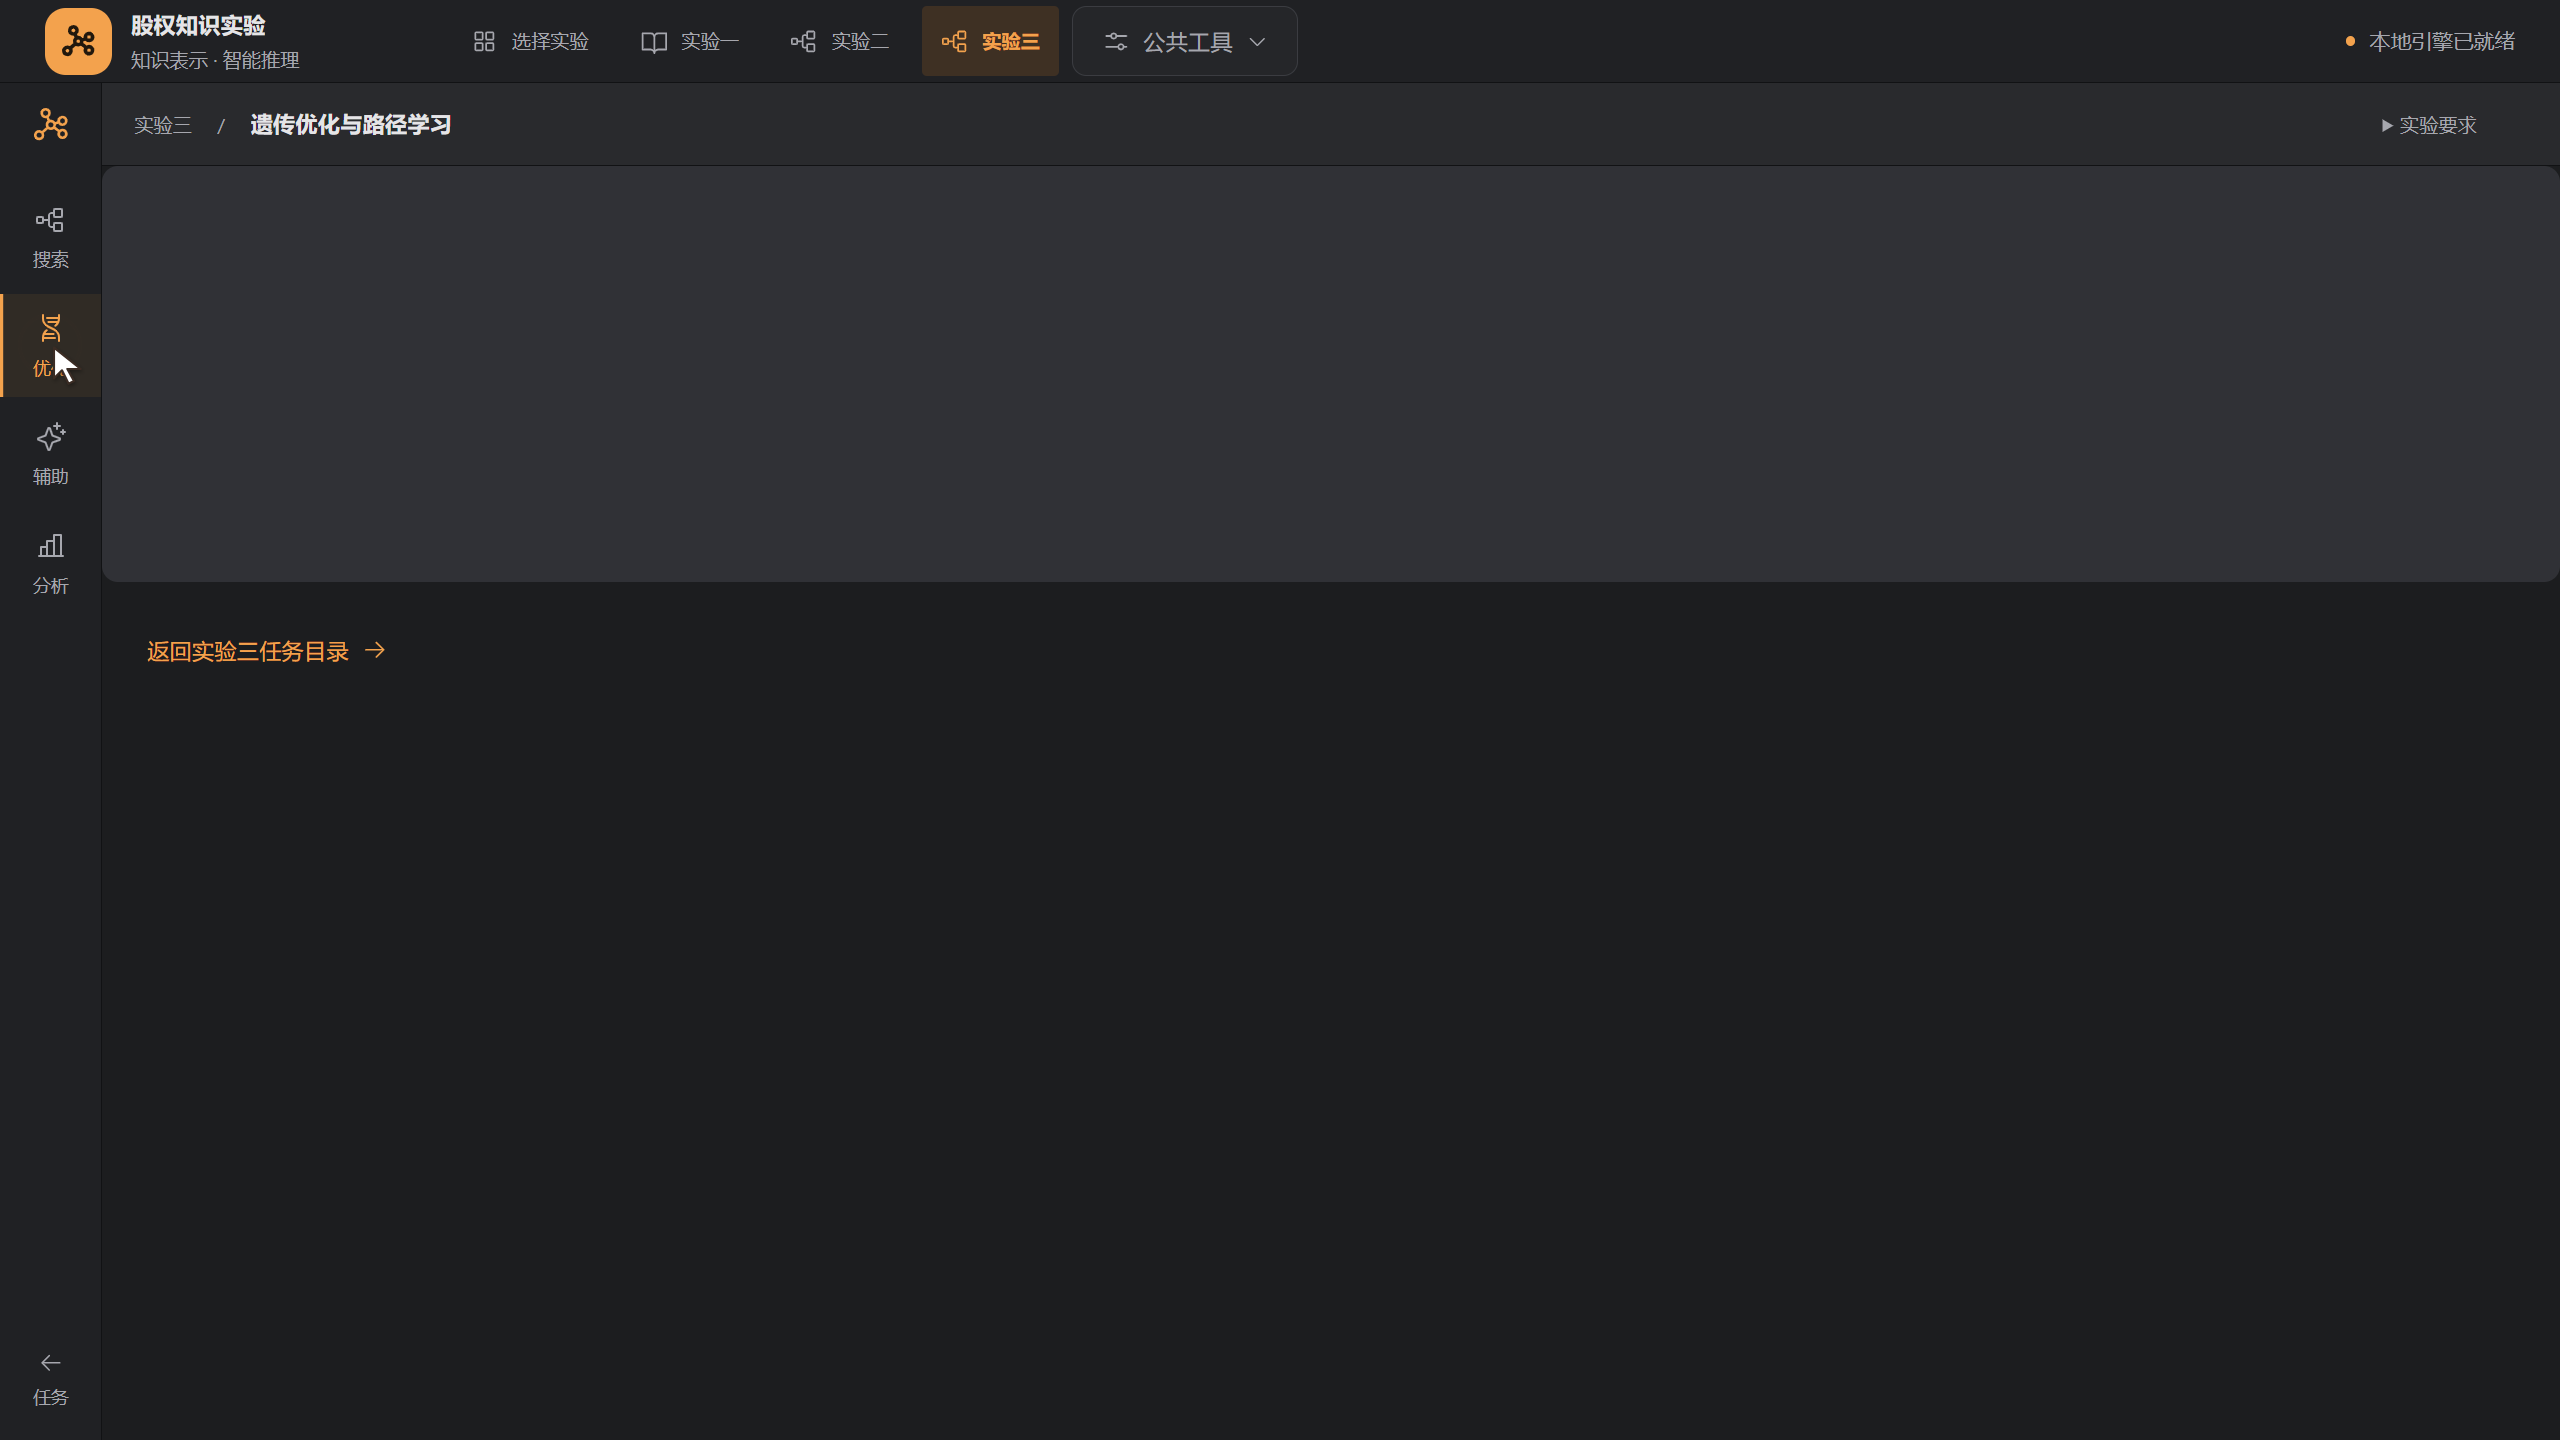 股权知识实验
知识表示 · 智能推理
选择实验
实验一
实验二
实验三
公共工具
本地引擎已就绪
实验三 / 遗传优化与路径学习
实验要求
搜索
优
辅助
分析
返回实验三任务目录
任务